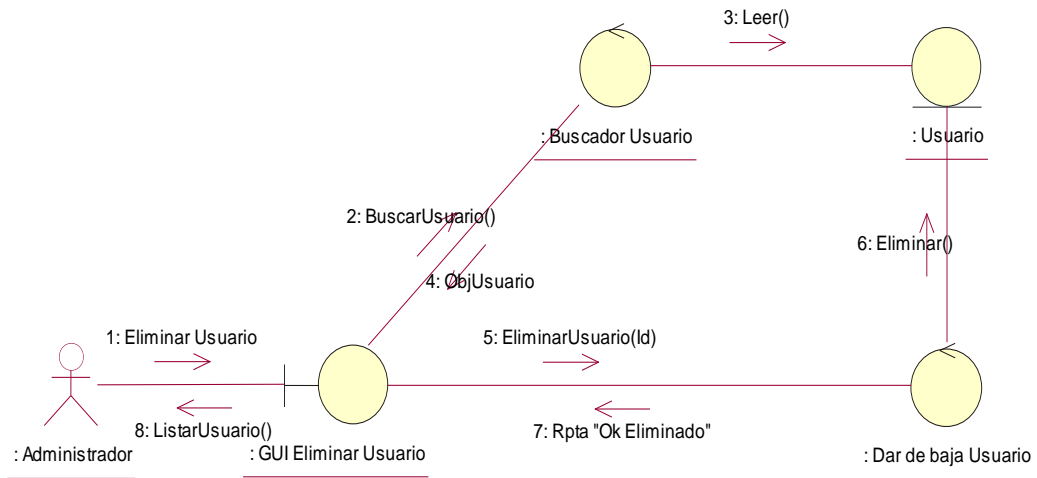 3: Leer()
: Buscador Usuario
: Usuario
2: BuscarUsuario()
6: Eliminar()
4: ObjUsuario
1: Eliminar Usuario
5: EliminarUsuario(Id)
8: ListarUsuario()
7: Rpta "Ok Eliminado"
: Administrador
: GUI Eliminar Usuario
: Dar de baja Usuario